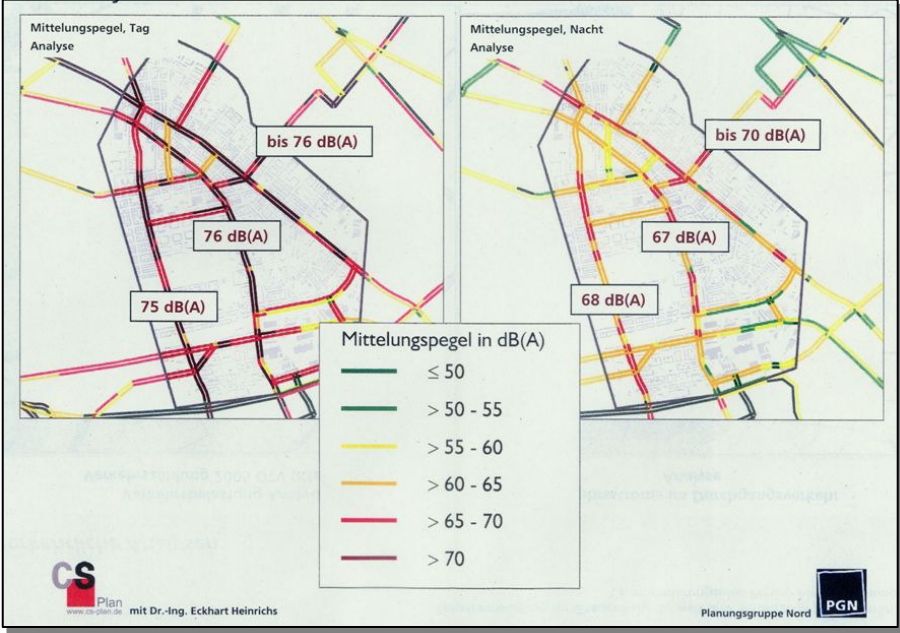 Mittelungspegel, Tag
Analyse
bis 76 dB(A)
76 dB(A)
75 dB(A)
Mittelungspegel, Nacht
Analyse
bis 70 dB(A)
67 dB(A)
68 dB(A)
Mittelungspegel in dB(A)
≤ 50
> 50 - 55
> 55 - 60
> 60 - 65
> 65 - 70
> 70
CS
Plan
www.cs-plan.de
mit Dr.-Ing. Eckhart Heinrichs
Planungsgruppe Nord
PGN